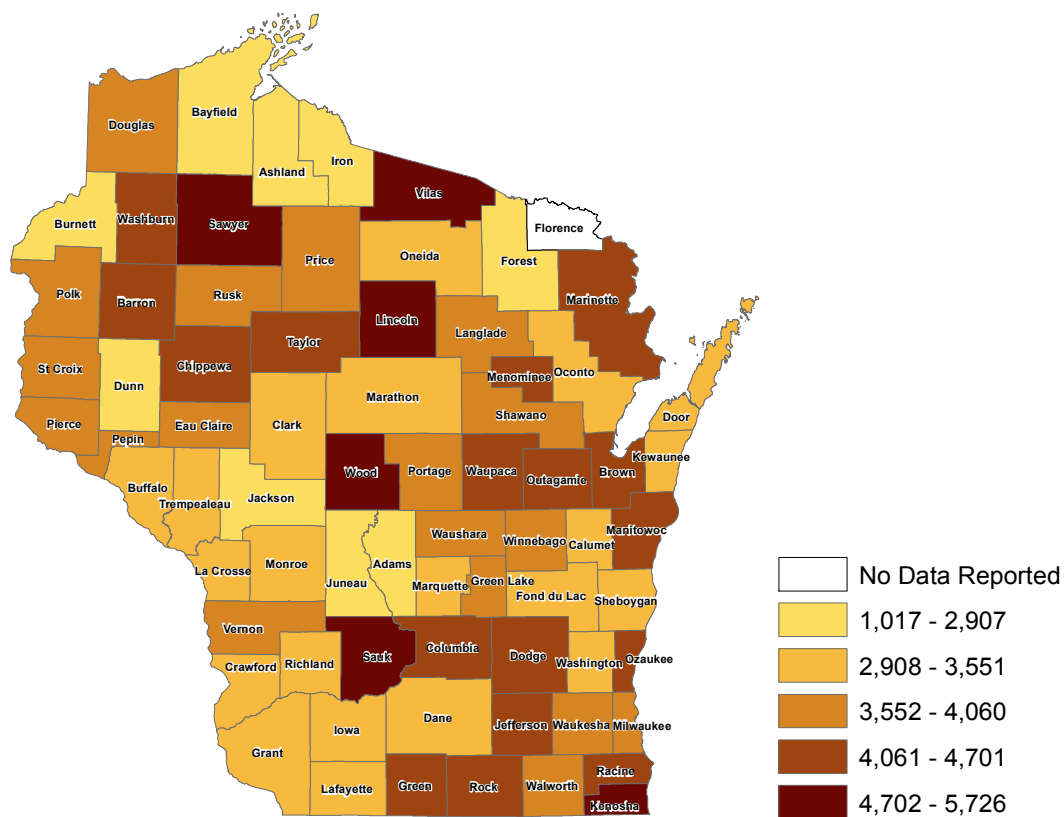 Bayfield
Douglas
Iron
Ashland
Vilas
Washburn
Burnett
Sawyer
Florence
Oneida
Price
Forest
Polk
Rusk
Barron
Marinette
Lincoln
Langlade
Taylor
Chippewa
St Croix
Menominee
Oconto
Dunn
Marathon
Shawano
Door
Pierce
Eau Claire
Clark
Pepin
Kewaunee
Wood
Portage
Waupaca
Brown
Outagamie
Buffalo
Jackson
Trempealeau
Manitowoc
Waushara
Winnebago
Calumet
Monroe
Adams
La Crosse
Juneau
Marquette
Green Lake
Fond du Lac
Sheboygan
Vernon
Columbia
Sauk
Dodge
Ozaukee
Washington
Richland
Crawford
Dane
Jefferson
Waukesha
Milwaukee
Iowa
Grant
Racine
Green
Rock
Walworth
Lafayette
Kenosha
No Data Reported
1,017 - 2,907
2,908 - 3,551
3,552 - 4,060
4,061 - 4,701
4,702 - 5,726